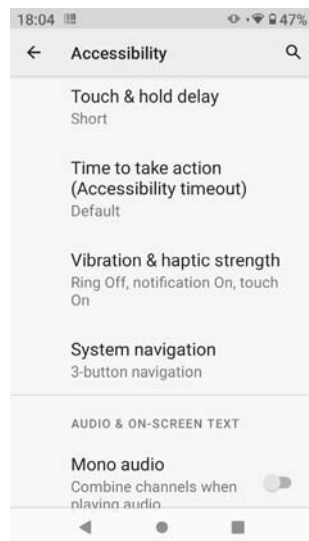 18:04 47%
Accessibility
Touch & hold delay
Short
Time to take action
(Accessibility timeout)
Default
Vibration & haptic strength
Ring Off, notification On, touch
On
System navigation
3-button navigation
AUDIO & ON-SCREEN TEXT
Mono audio
Combine channels when
playing audio